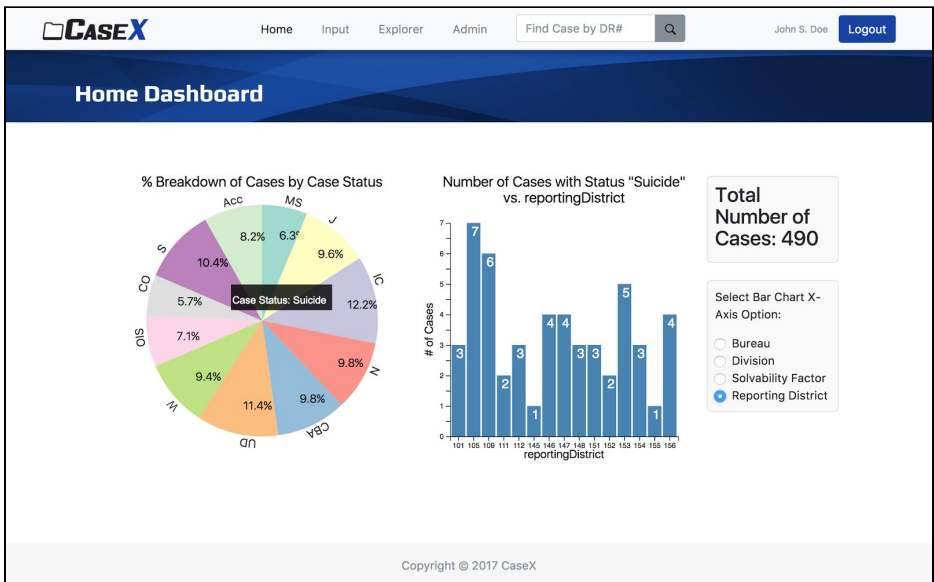 CASEX
Home Input Explorer Admin Find Case by DR# John S. Doe Logout
Home Dashboard
% Breakdown of Cases by Case Status
Acc
MS
J
IC
N
CBA
UD
W
OIS
CO
S
8.2%
6.3%
9.6%
12.2%
9.8%
9.8%
11.4%
9.4%
7.1%
5.7%
10.4%
Case Status: Suicide
Number of Cases with Status "Suicide"
vs. reportingDistrict
# of Cases
7
6
5
4
3
2
1
0
3 7 6 2 3 1 4 4 3 3 2 5 3 1 4
101 105 109 111 112 145 146 147 148 151 152 153 154 155 156
reportingDistrict
Total
Number of
Cases: 490
Select Bar Chart X-
Axis Option:
Bureau
Division
Solvability Factor
Reporting District
Copyright © 2017 CaseX